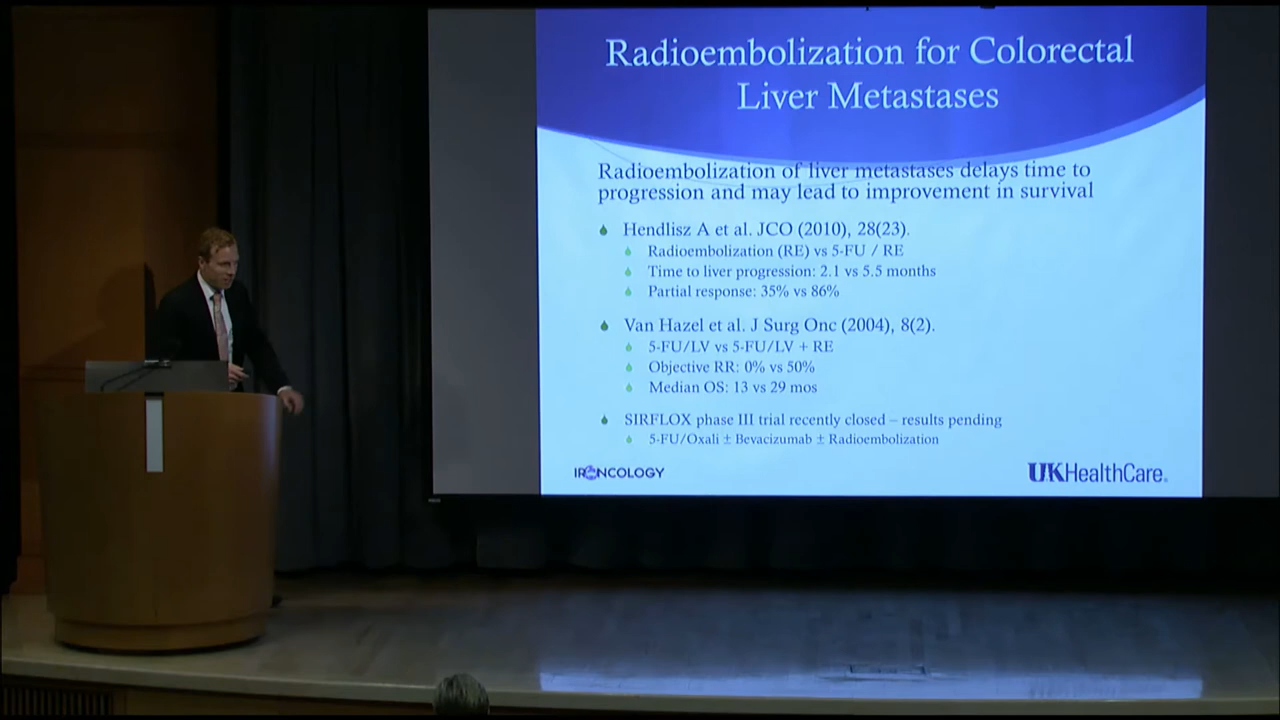 Radioembolization for Colorectal
Liver Metastases
Radioembolization of liver metastases delays time to
progression and may lead to improvement in survival
Hendlisz A et al. JCO (2010), 28(23).
Radioembolization (RE) vs 5-FU / RE
Time to liver progression: 2.1 vs 5.5 months
Partial response: 35% vs 86%
Van Hazel et al. J Surg Onc (2004), 8(2).
5-FU/LV vs 5-FU/LV + RE
Objective RR: 0% vs 50%
Median OS: 13 vs 29 mos
SIRFLOX phase III trial recently closed – results pending
5-FU/Oxali ± Bevacizumab ± Radioembolization
IRONCOLOGY
UKHealthCare.